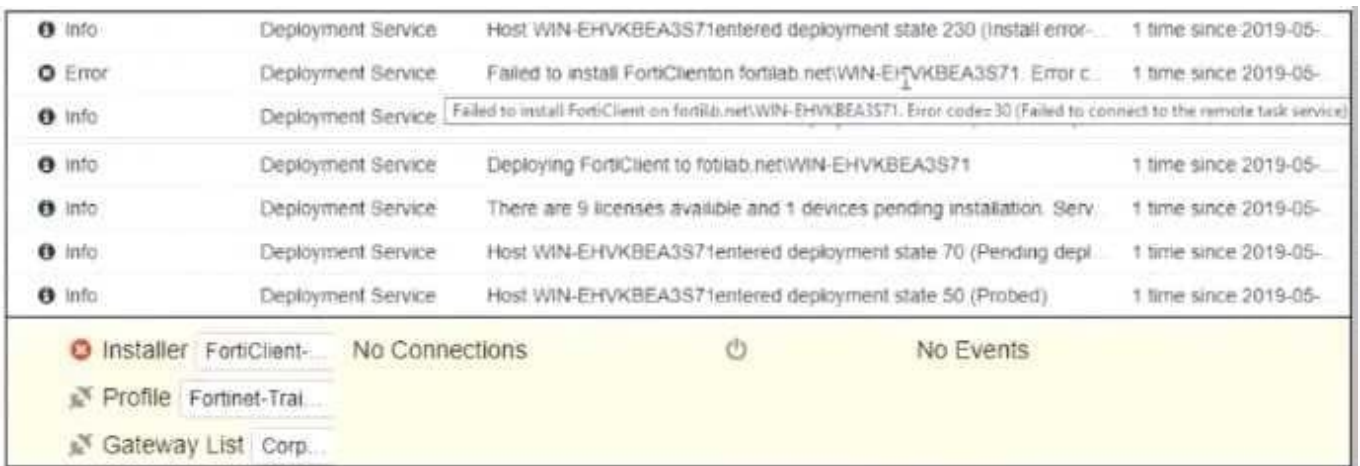 Info Deployment Service Host WIN-EHVKBEA3S71entered deployment state 230 (Install error-... 1 time since 2019-05-...
Error Deployment Service Failed to install FortiClienton fortilab.net\WIN-EHVKBEA3S71. Error c... 1 time since 2019-05-
Info Deployment Service 1 time since 2019-05-
Failed to install FortiClient on fortilab.net\WIN-EHVKBEA3S71. Error code=30 (Failed to connect to the remote task service)
Info Deployment Service Deploying FortiClient to fotilab.net\WIN-EHVKBEA3S71 1 time since 2019-05-...
Info Deployment Service There are 9 licenses availible and 1 devices pending installation. Serv... 1 time since 2019-05-...
Info Deployment Service Host WIN-EHVKBEA3S71entered deployment state 70 (Pending depl... 1 time since 2019-05-...
Info Deployment Service Host WIN-EHVKBEA3S71entered deployment state 50 (Probed) 1 time since 2019-05-
Installer FortiClient-... No Connections No Events
Profile Fortinet-Trai...
Gateway List Corp...